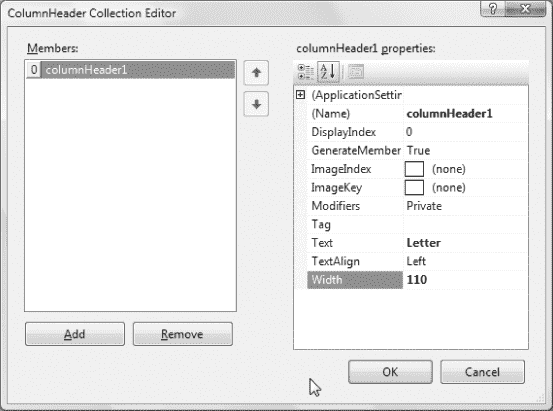 ColumnHeader Collection Editor
Members:
0 columnHeader1
Add
Remove
columnHeader1 properties:
(ApplicationSettin
(Name) columnHeader1
DisplayIndex 0
GenerateMember True
ImageIndex (none)
ImageKey (none)
Modifiers Private
Tag
Text Letter
TextAlign Left
Width 110
OK
Cancel